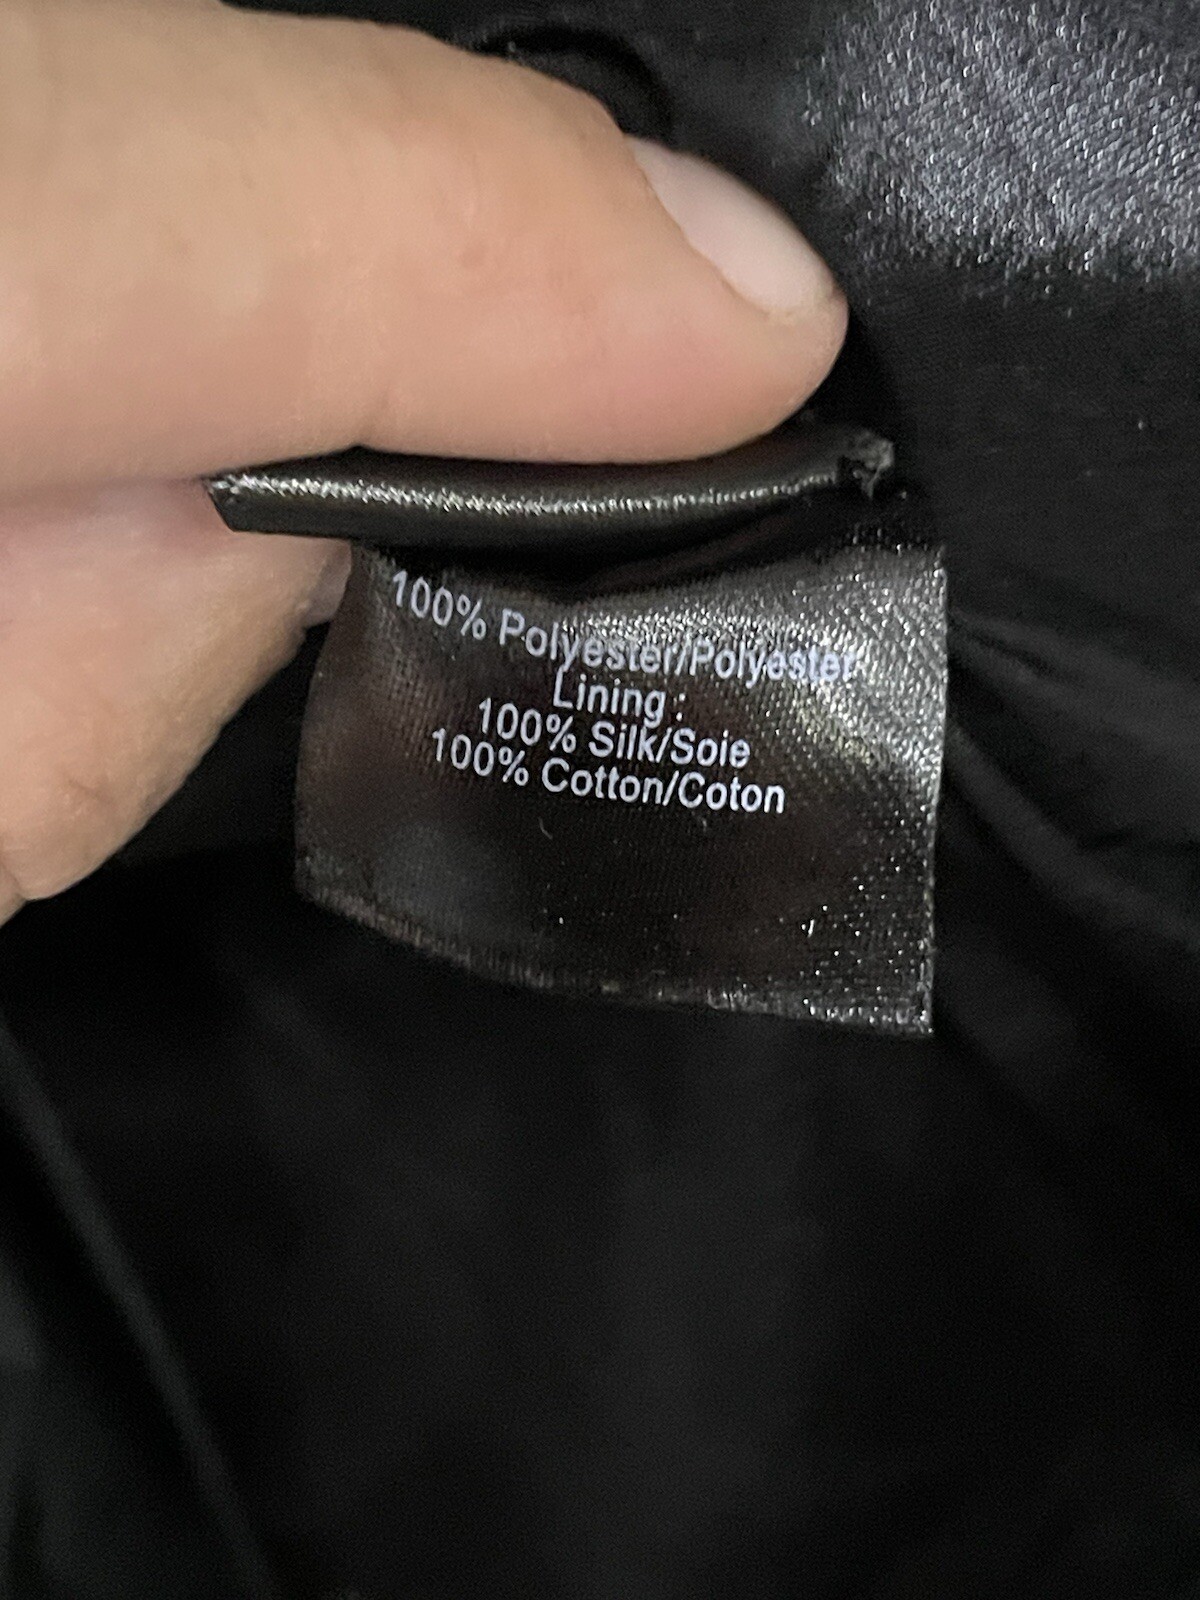 100% Polyester/Polyester
Lining :
100% Silk/Soie
100% Cotton/Coton